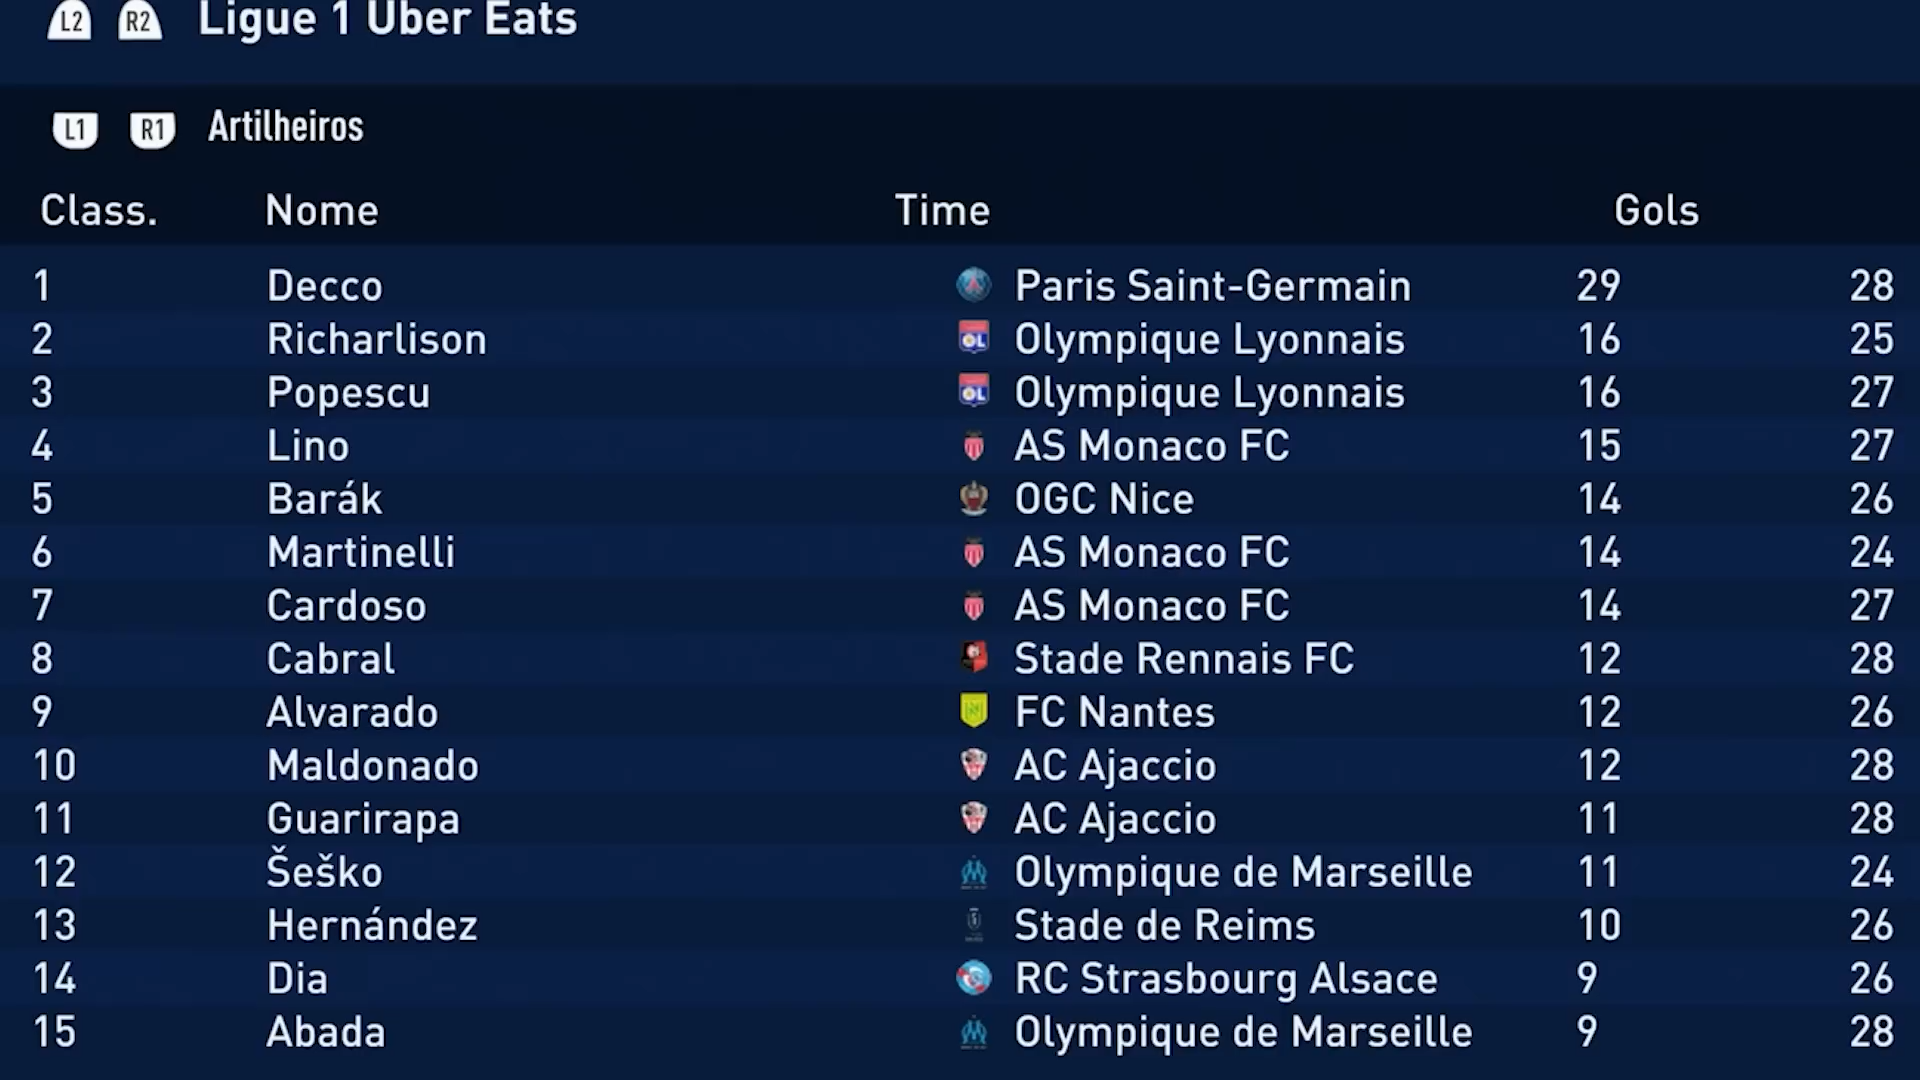 L2 R2 Ligue 1 Uber Eats
L1 R1 Artilheiros
Class. Nome Time Gols
1 Decco Paris Saint-Germain 29 28
2 Richarlison OL Olympique Lyonnais 16 25
3 Popescu OL Olympique Lyonnais 16 27
4 Lino AS Monaco FC 15 27
5 Barák OGC Nice 14 26
6 Martinelli AS Monaco FC 14 24
7 Cardoso AS Monaco FC 14 27
8 Cabral Stade Rennais FC 12 28
9 Alvarado FC Nantes 12 26
10 Maldonado AC Ajaccio 12 28
11 Guarirapa AC Ajaccio 11 28
12 Šeško Olympique de Marseille 11 24
13 Hernández Stade de Reims 10 26
14 Dia RC Strasbourg Alsace 9 26
15 Abada Olympique de Marseille 9 28